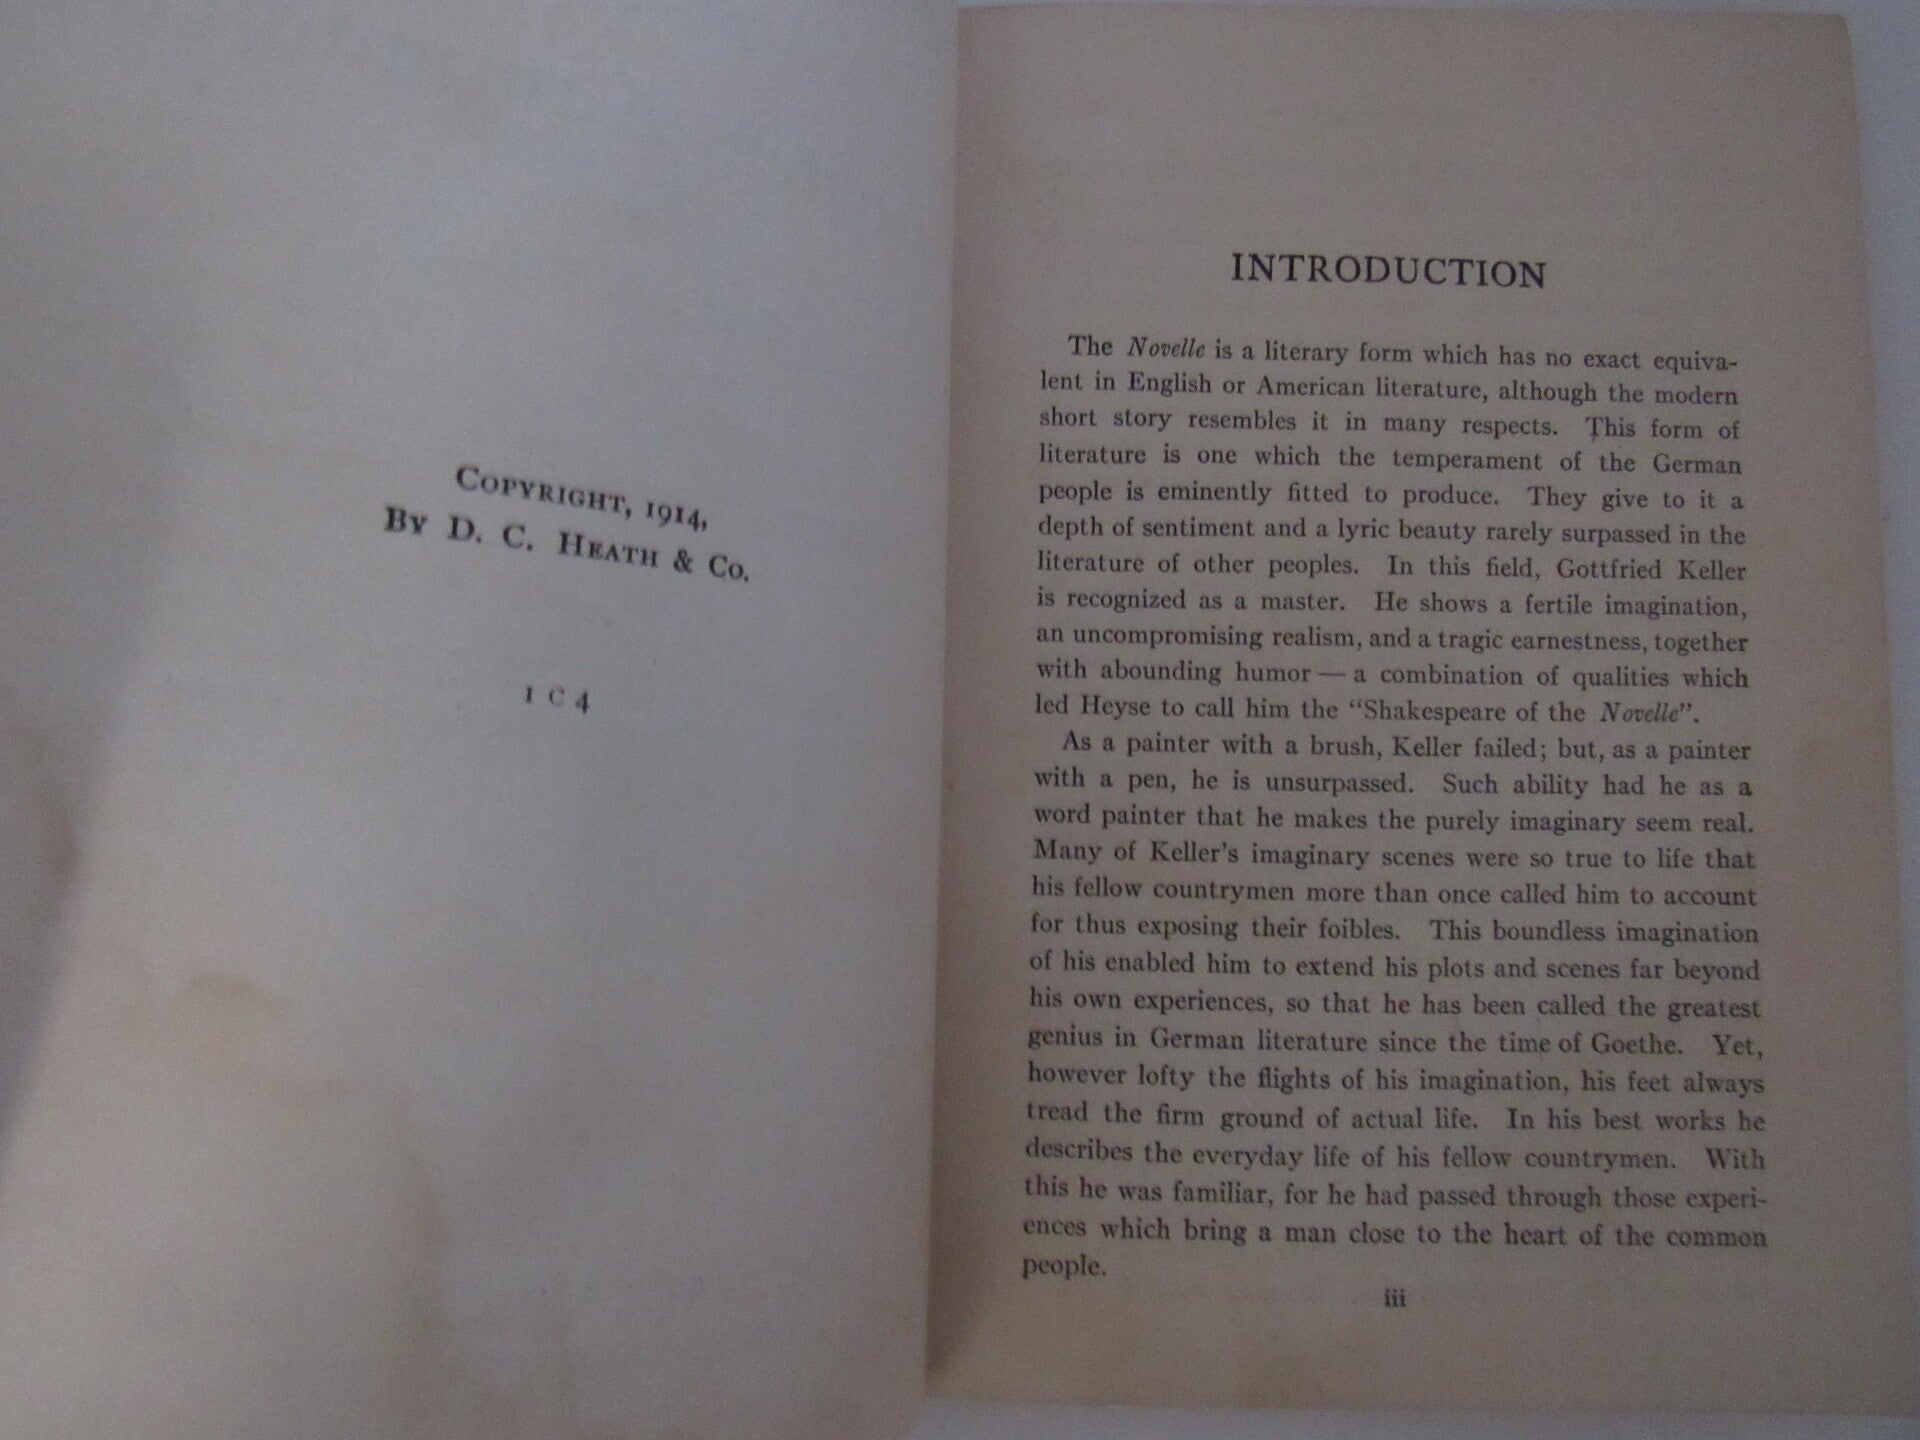 COPYRIGHT, 1914,
BY D. C. HEATH & CO.
1 C 4
INTRODUCTION
The Novelle is a literary form which has no exact equiva-
lent in English or American literature, although the modern
short story resembles it in many respects. This form of
literature is one which the temperament of the German
people is eminently fitted to produce. They give to it a
depth of sentiment and a lyric beauty rarely surpassed in the
literature of other peoples. In this field, Gottfried Keller
is recognized as a master. He shows a fertile imagination,
an uncompromising realism, and a tragic earnestness, together
with abounding humor — a combination of qualities which
led Heyse to call him the "Shakespeare of the Novelle".
As a painter with a brush, Keller failed; but, as a painter
with a pen, he is unsurpassed. Such ability had he as a
word painter that he makes the purely imaginary seem real.
Many of Keller's imaginary scenes were so true to life that
his fellow countrymen more than once called him to account
for thus exposing their foibles. This boundless imagination
of his enabled him to extend his plots and scenes far beyond
his own experiences, so that he has been called the greatest
genius in German literature since the time of Goethe. Yet,
however lofty the flights of his imagination, his feet always
tread the firm ground of actual life. In his best works he
describes the everyday life of his fellow countrymen. With
this he was familiar, for he had passed through those experi-
ences which bring a man close to the heart of the common
people.
iii